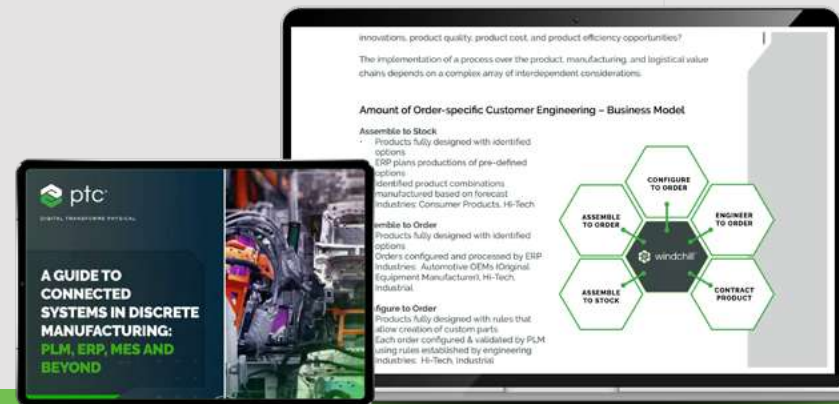 innovations, product quality, product cost, and product efficiency opportunities?
The implementation of a process over the product, manufacturing, and logistical value
chains depends on a complex array of interdependent considerations.
Amount of Order-specific Customer Engineering – Business Model
Assemble to Stock
• Products fully designed with identified
options
ERP plans productions of pre-defined
options
Identified product combinations
manufactured based on forecast
Industries: Consumer Products, Hi-Tech
emble to Order
Products fully designed with identified
options
Orders configured and processed by ERP
Industries: Automotive OEMs (Original
Equipment Manufacturer), Hi-Tech,
Industrial
figure to Order
Products fully designed with rules that
allow creation of custom parts
Each order configured & validated by PLM
using rules established by engineering
Industries: Hi-Tech, Industrial
CONFIGURE
TO ORDER
ASSEMBLE
TO ORDER
ENGINEER
TO ORDER
windchill
ASSEMBLE
TO STOCK
CONTRACT
PRODUCT
ptc
DIGITAL TRANSFORMS PHYSICAL
A GUIDE TO
CONNECTED
SYSTEMS IN DISCRETE
MANUFACTURING:
PLM, ERP, MES AND
BEYOND